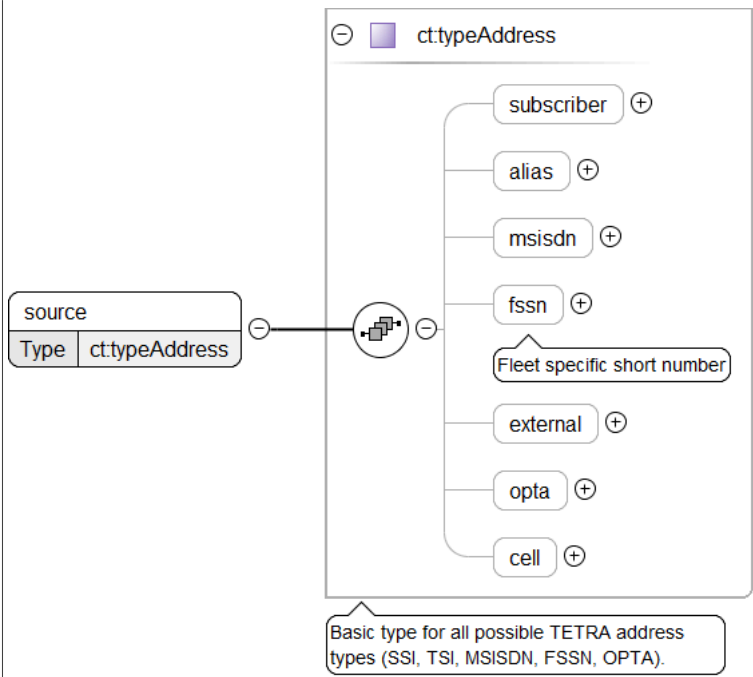 ct:typeAddress
subscriber
alias
msisdn
source
Type ct:typeAddress
fssn
Fleet specific short number
external
opta
cell
Basic type for all possible TETRA address
types (SSI, TSI, MSISDN, FSSN, OPTA).